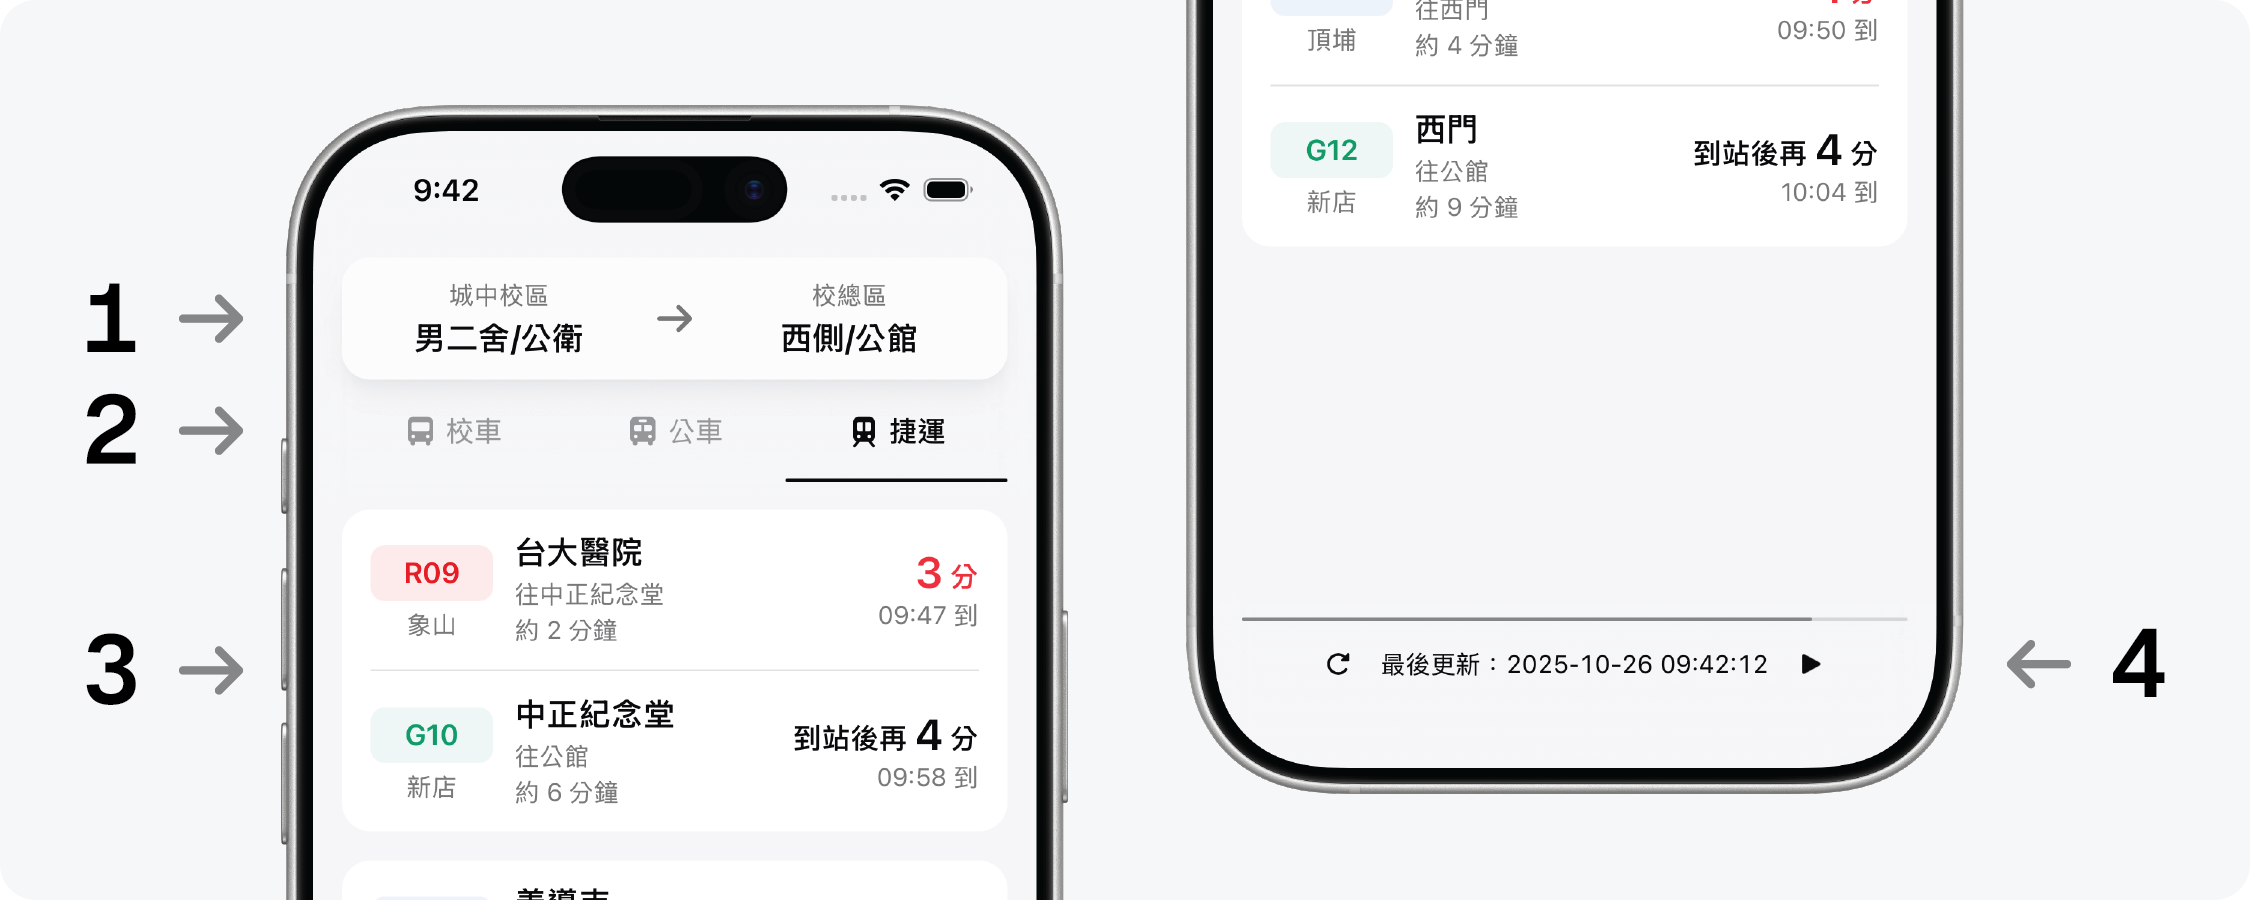 1
2
3
9:42
城中校區
男二舍/公衛
校總區
西側/公館
校車
公車
捷運
R09
象山
台大醫院
往中正紀念堂
約 2 分鐘
3 分
09:47 到
G10
新店
中正紀念堂
往公館
約 6 分鐘
到站後再 4 分
09:58 到
善導寺
頂埔
往西門
約 4 分鐘
分
09:50 到
G12
新店
西門
往公館
約 9 分鐘
到站後再 4 分
10:04 到
最後更新：2025-10-26 09:42:12
4